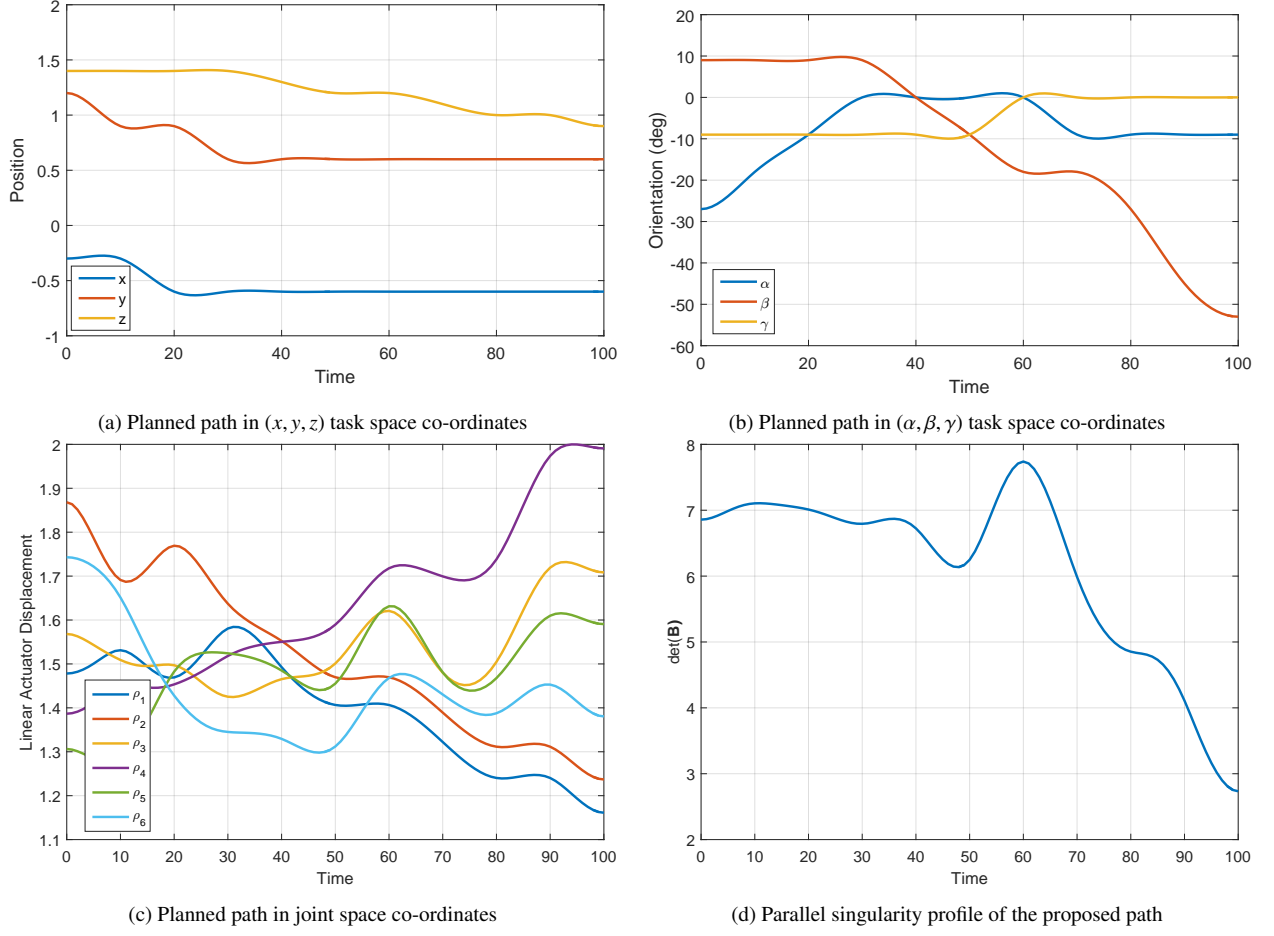 2
1.5
1
0.5
0
-0.5
-1
Position
x
y
z
0 20 40 60 80 100
Time
(a) Planned path in (x, y, z) task space co-ordinates
20
10
0
-10
-20
-30
-40
-50
-60
Orientation (deg)
α
β
γ
0 20 40 60 80 100
Time
(b) Planned path in (α, β, γ) task space co-ordinates
2
1.9
1.8
1.7
1.6
1.5
1.4
1.3
1.2
1.1
Linear Actuator Displacement
ρ1
ρ2
ρ3
ρ4
ρ5
ρ6
0 10 20 30 40 50 60 70 80 90 100
Time
(c) Planned path in joint space co-ordinates
8
7
6
5
4
3
2
det(B)
0 10 20 30 40 50 60 70 80 90 100
Time
(d) Parallel singularity profile of the proposed path